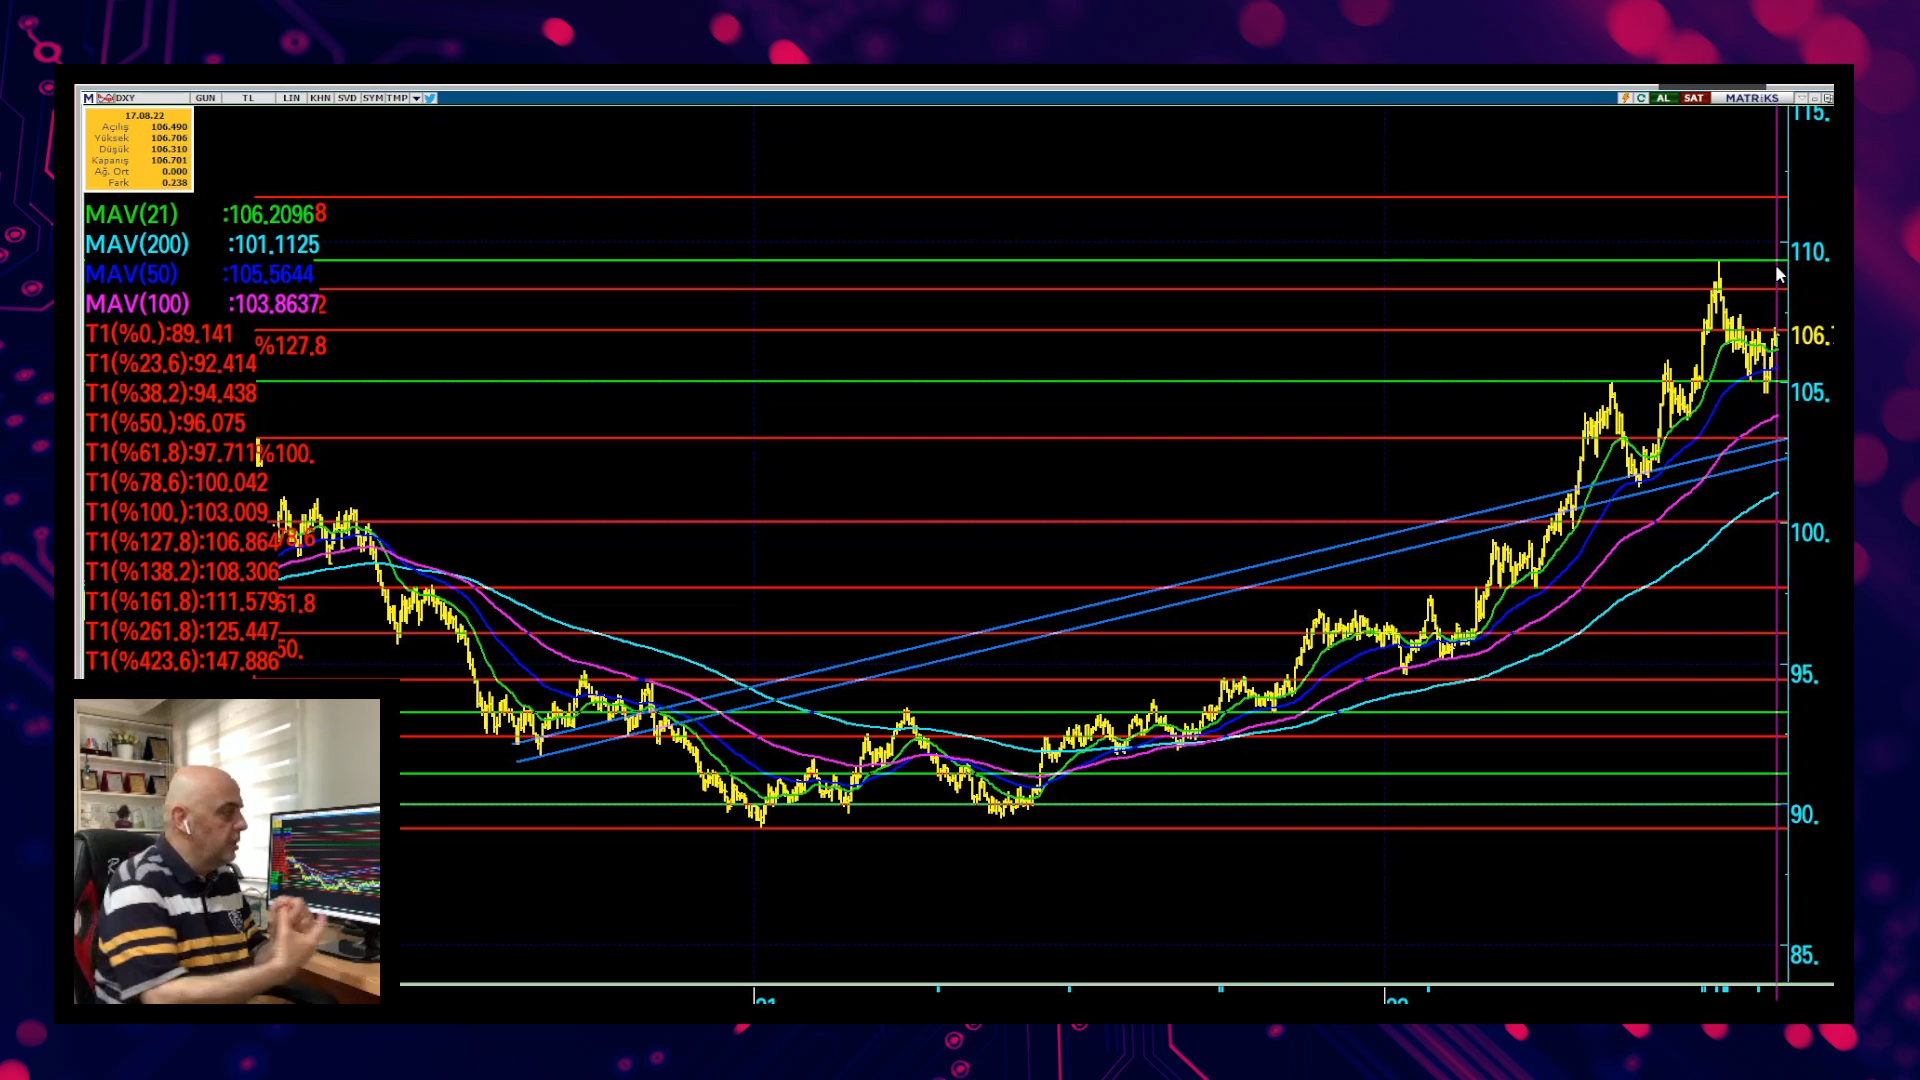 M DXY GUN TL LIN KHN SVD SYM TMP AL SAT MATRiKS
17.08.22
Açılış 106.490
Yüksek 106.706
Düşük 106.310
Kapanış 106.701
Ağ. Ort 0.000
Fark 0.238
MAV(21) :106.2096
MAV(200) :101.1125
MAV(50) :105.5644
MAV(100) :103.8637
T1(%0.):89.141
%127.8
T1(%23.6):92.414
T1(%38.2):94.438
T1(%50.):96.075
T1(%61.8):97.711
%100.
T1(%78.6):100.042
T1(%100.):103.009
T1(%127.8):106.864
T1(%138.2):108.306
T1(%161.8):111.579
61.8
T1(%261.8):125.447
50.
T1(%423.6):147.886
115.
110.
106.
105.
100.
95.
90.
85.
21
22